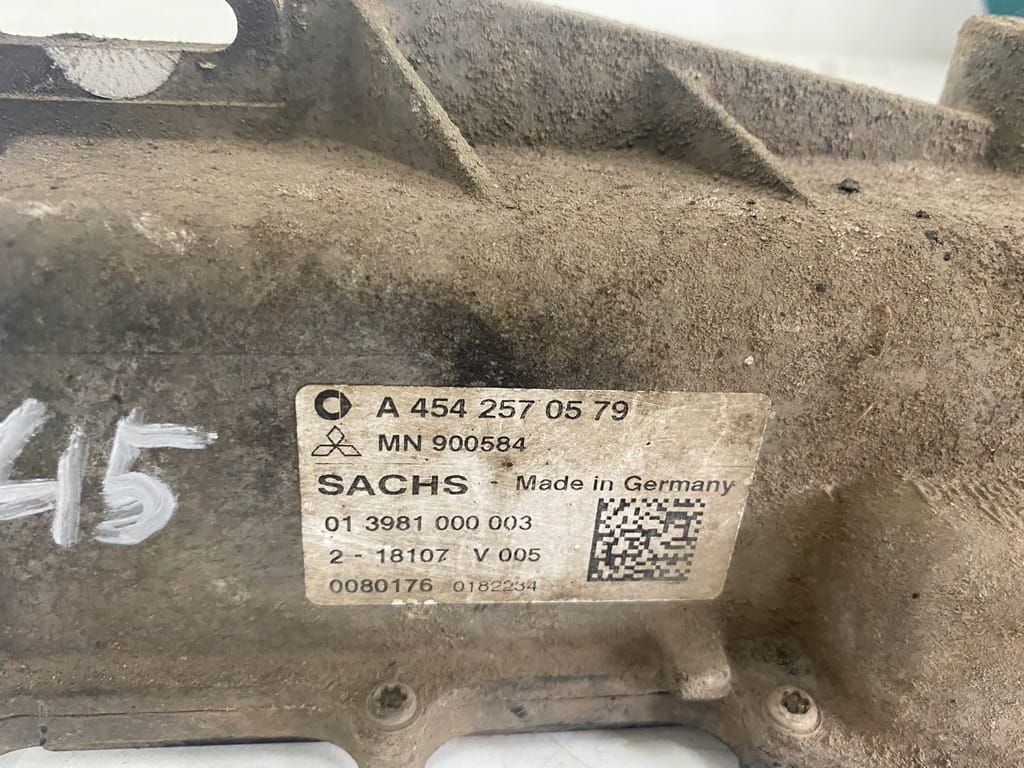 A 454 257 05 79
MN 900584
SACHS - Made in Germany
01 3981 000 003
2 - 18107 V 005
0080176 0182234
415